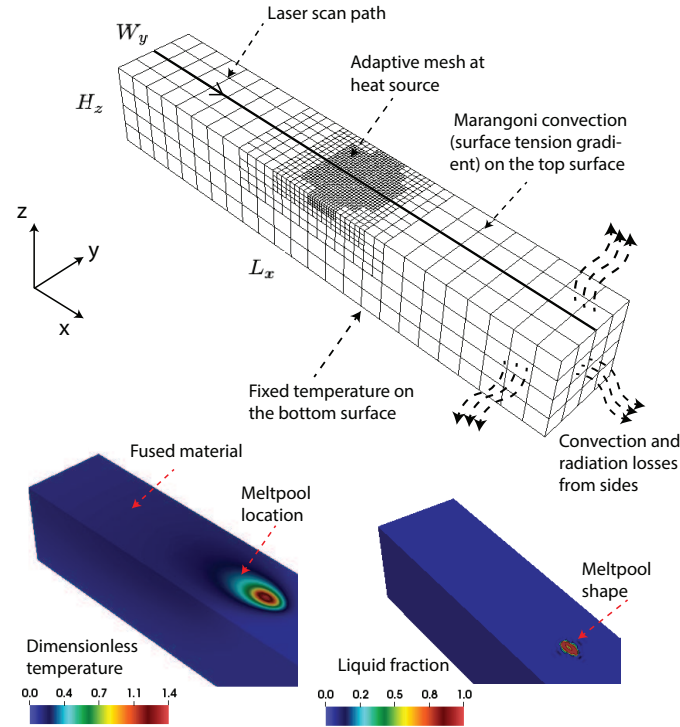 Laser scan path
W_y
Adaptive mesh at
heat source
H_z
Marangoni convection
(surface tension gradi-
ent) on the top surface
z
y
x
L_x
Fixed temperature on
the bottom surface
Convection and
radiation losses
from sides
Fused material
Meltpool
location
Meltpool
shape
Dimensionless
temperature
0.0 0.4 0.7 1.1 1.4
Liquid fraction
0.0 0.2 0.5 0.8 1.0